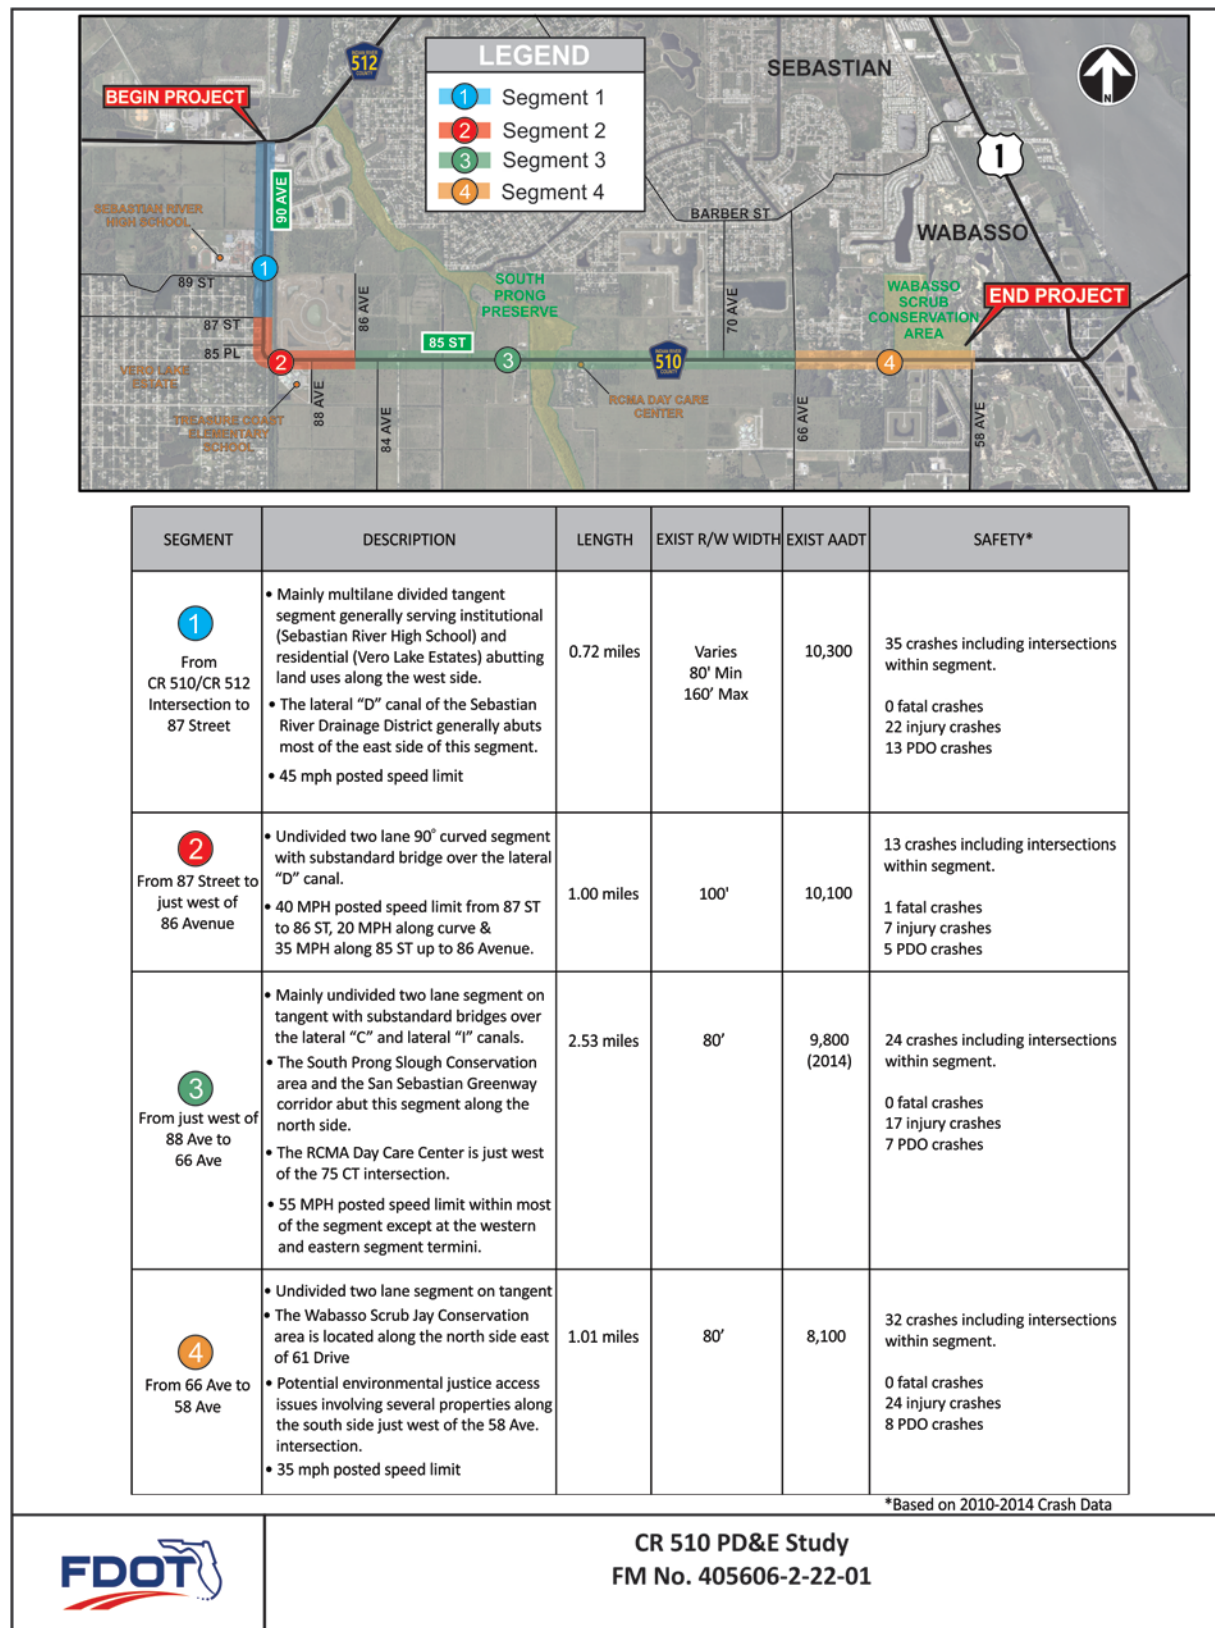 BEGIN PROJECT
INDIAN RIVER
512
COUNTY
LEGEND
1 Segment 1
2 Segment 2
3 Segment 3
4 Segment 4
SEBASTIAN
N
1
90 AVE
SEBASTIAN RIVER
HIGH SCHOOL
1
89 ST
87 ST
85 PL
VERO LAKE
ESTATE
2
TREASURE COAST
ELEMENTARY
SCHOOL
88 AVE
86 AVE
84 AVE
85 ST
SOUTH
PRONG
PRESERVE
3
RCMA DAY CARE
CENTER
INDIAN RIVER
510
COUNTY
BARBER ST
70 AVE
66 AVE
WABASSO
WABASSO
SCRUB
CONSERVATION
AREA
END PROJECT
4
58 AVE
SEGMENT
DESCRIPTION
LENGTH
EXIST R/W WIDTH
EXIST AADT
SAFETY*
1
From
CR 510/CR 512
Intersection to
87 Street
• Mainly multilane divided tangent
segment generally serving institutional
(Sebastian River High School) and
residential (Vero Lake Estates) abutting
land uses along the west side.
• The lateral “D” canal of the Sebastian
River Drainage District generally abuts
most of the east side of this segment.
• 45 mph posted speed limit
0.72 miles
Varies
80' Min
160’ Max
10,300
35 crashes including intersections
within segment.
0 fatal crashes
22 injury crashes
13 PDO crashes
2
From 87 Street to
just west of
86 Avenue
• Undivided two lane 90° curved segment
with substandard bridge over the lateral
“D” canal.
• 40 MPH posted speed limit from 87 ST
to 86 ST, 20 MPH along curve &
35 MPH along 85 ST up to 86 Avenue.
1.00 miles
100'
10,100
13 crashes including intersections
within segment.
1 fatal crashes
7 injury crashes
5 PDO crashes
3
From just west of
88 Ave to
66 Ave
• Mainly undivided two lane segment on
tangent with substandard bridges over
the lateral “C” and lateral “I” canals.
• The South Prong Slough Conservation
area and the San Sebastian Greenway
corridor abut this segment along the
north side.
• The RCMA Day Care Center is just west
of the 75 CT intersection.
• 55 MPH posted speed limit within most
of the segment except at the western
and eastern segment termini.
2.53 miles
80’
9,800
(2014)
24 crashes including intersections
within segment.
0 fatal crashes
17 injury crashes
7 PDO crashes
4
From 66 Ave to
58 Ave
• Undivided two lane segment on tangent
• The Wabasso Scrub Jay Conservation
area is located along the north side east
of 61 Drive
• Potential environmental justice access
issues involving several properties along
the south side just west of the 58 Ave.
intersection.
• 35 mph posted speed limit
1.01 miles
80’
8,100
32 crashes including intersections
within segment.
0 fatal crashes
24 injury crashes
8 PDO crashes
*Based on 2010-2014 Crash Data
FDOT
CR 510 PD&E Study
FM No. 405606-2-22-01